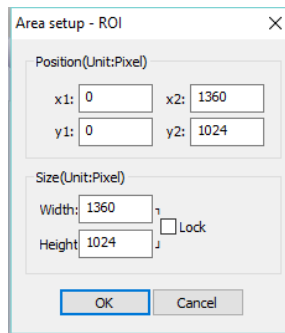 Area setup - ROI
Position(Unit:Pixel)
x1: 0 x2: 1360
y1: 0 y2: 1024
Size(Unit:Pixel)
Width: 1360
Lock
Height 1024
OK Cancel